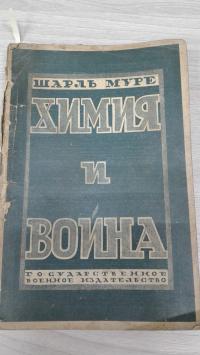 ШАРЛЬ МУРЕ
ХИМИЯ
И
ВОЙНА
ГОСУДАРСТВЕННОЕ
ВОЕННОЕ ИЗДАТЕЛЬСТВО